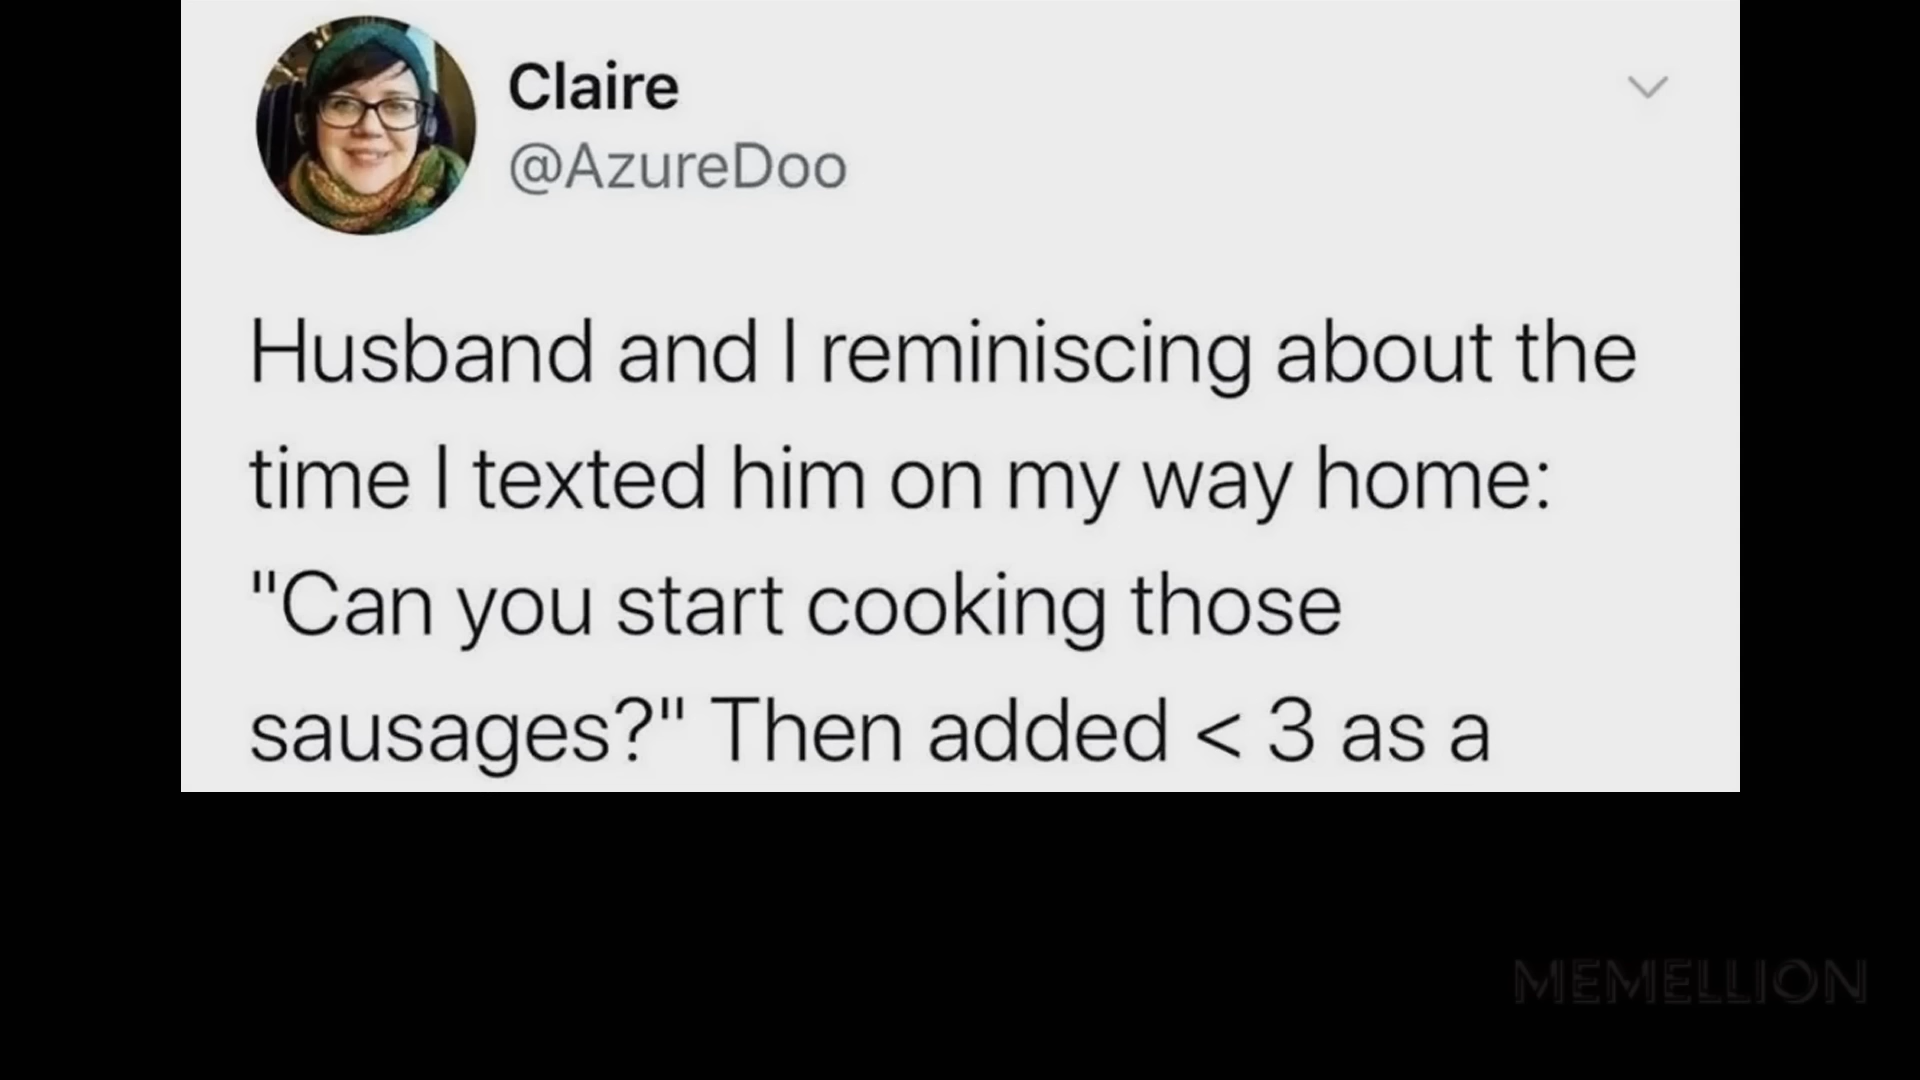 Claire
@AzureDoo
Husband and I reminiscing about the
time I texted him on my way home:
"Can you start cooking those
sausages?" Then added < 3 as a
MEMELLION